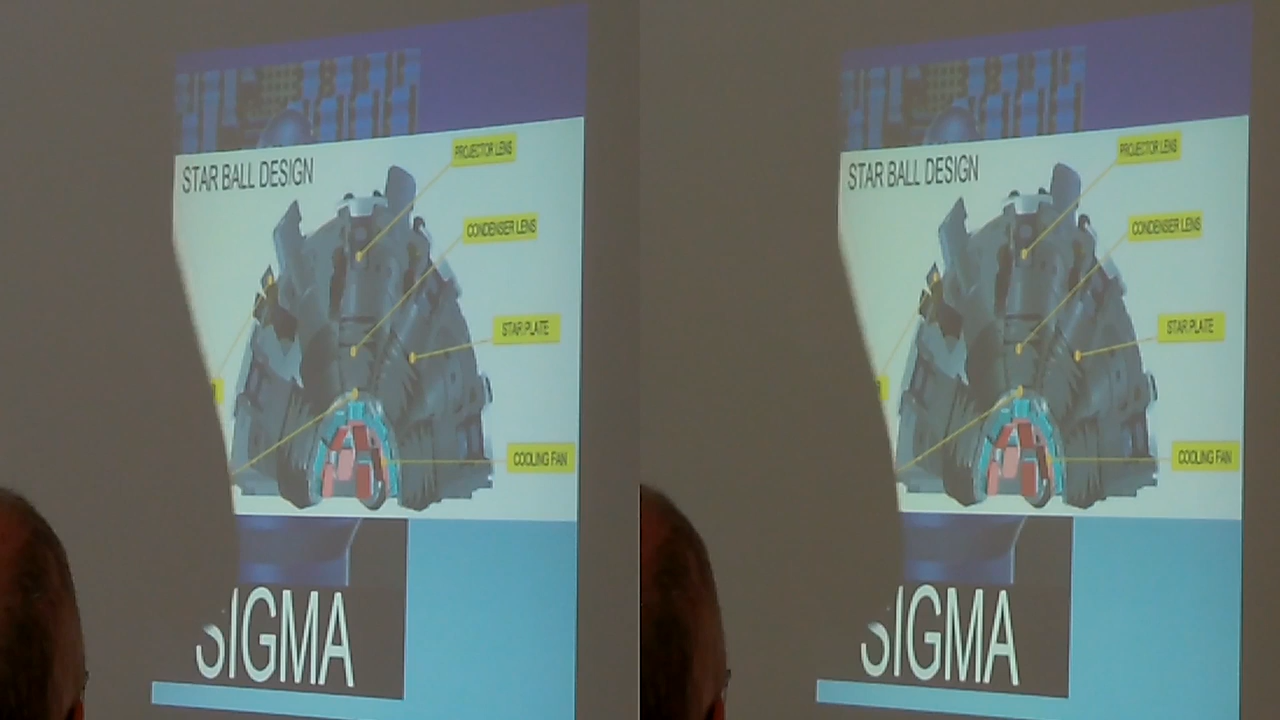 STAR BALL DESIGN
PROJECTOR LENS
CONDENSER LENS
STAR PLATE
COOLING FAN
SIGMA
STAR BALL DESIGN
PROJECTOR LENS
CONDENSER LENS
STAR PLATE
COOLING FAN
SIGMA